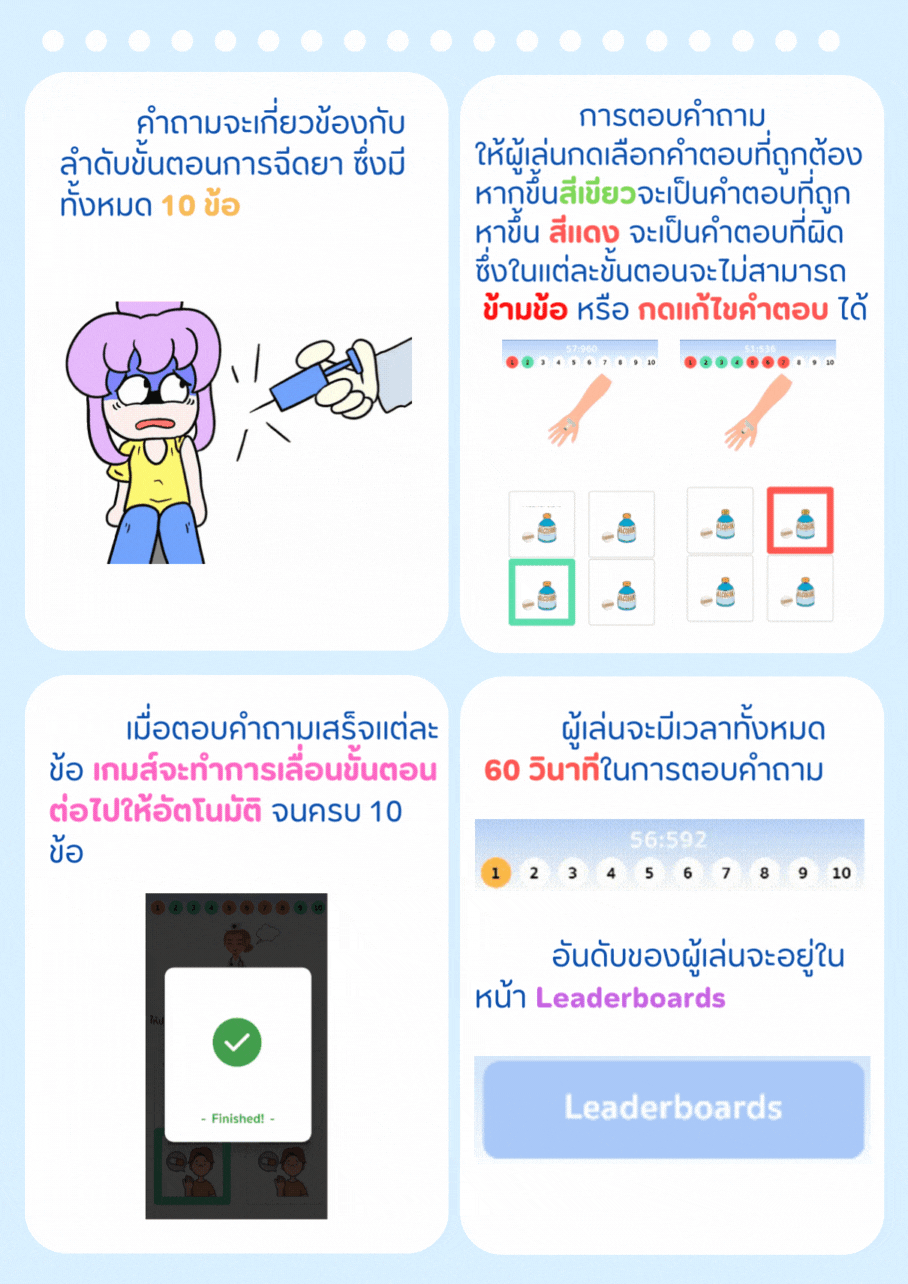 คำถามจะเกี่ยวข้องกับ
ลำดับขั้นตอนการฉีดยา ซึ่งมี
ทั้งหมด 10 ข้อ
การตอบคำถาม
ให้ผู้เล่นกดเลือกคำตอบที่ถูกต้อง
หากขึ้นสีเขียวจะเป็นคำตอบที่ถูก
หาขึ้น สีแดง จะเป็นคำตอบที่ผิด
ซึ่งในแต่ละขั้นตอนจะไม่สามารถ
ข้ามข้อ หรือ กดแก้ไขคำตอบ ได้
57:960
1 2 3 4 5 6 7 8 9 10
51:536
1 2 3 4 5 6 7 8 9 10
เมื่อตอบคำถามเสร็จแต่ละ
ข้อ เกมส์จะทำการเลื่อนขั้นตอน
ต่อไปให้อัตโนมัติ จนครบ 10
ข้อ
1 2 3 4 5 6 7 8 9 10
- Finished! -
ผู้เล่นจะมีเวลาทั้งหมด
60 วินาทีในการตอบคำถาม
56:592
1 2 3 4 5 6 7 8 9 10
อันดับของผู้เล่นจะอยู่ใน
หน้า Leaderboards
Leaderboards